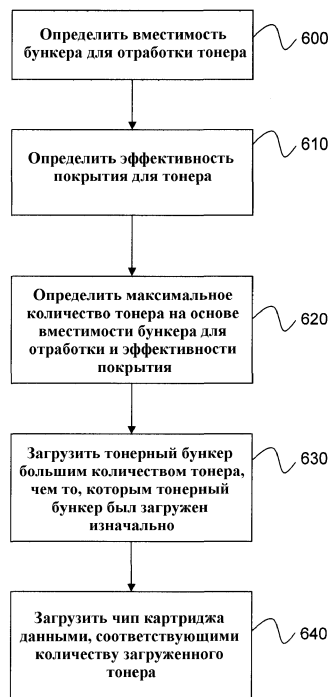 Определить вместимость
бункера для отработки тонера
600
Определить эффективность
покрытия для тонера
610
Определить максимальное
количество тонера на основе
вместимости бункера для
отработки и эффективности
покрытия
620
Загрузить тонерный бункер
большим количеством тонера,
чем то, которым тонерный
бункер был загружен
изначально
630
Загрузить чип картриджа
данными, соответствующими
количеству загруженного
тонера
640